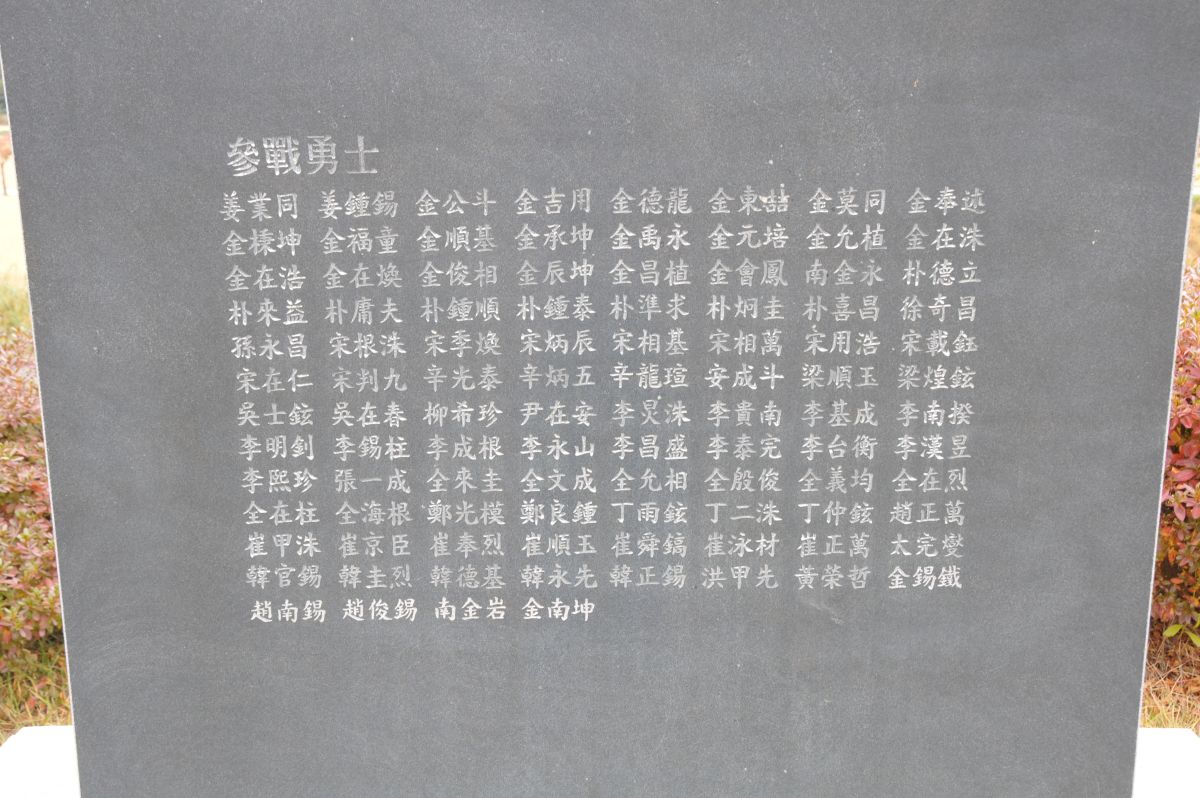 參戰勇士
姜業同 姜鍾錫 金公斗 金吉用 金德龍 金東喆 金莫同 金奉述
金棟坤 金福童 金順基 金承坤 金禹永 金元培 金允植 金在洙
金在浩 金在煥 金俊相 金辰坤 金昌植 金會鳳 南金永 朴德立
朴來益 朴庸夫 朴鍾順 朴鍾泰 朴準求 朴炯圭 朴喜昌 徐奇昌
孫永昌 宋根洙 宋季煥 宋炳辰 宋相基 宋相萬 宋用浩 宋載鈺
宋在仁 宋判九 辛光泰 辛炳五 辛龍瑄 安成斗 梁順玉 梁煌鉉
吳士鉉 吳在春 柳希珍 尹在安 李炅洙 李貴南 李基成 李南揆
李明釗 李錫柱 李成根 李永山 李昌盛 李泰完 李台衡 李漢昱
李熙珍 張一成 全來圭 全文成 全允相 全殷俊 全義均 全在烈
全在柱 全海根 鄭光模 鄭良鍾 丁雨鉉 丁二洙 丁仲鉉 趙正萬
崔甲洙 崔京臣 崔奉烈 崔順玉 崔舜鎬 崔泳材 崔正萬 太完燮
韓官錫 韓圭烈 韓德基 韓永先 韓正錫 洪甲先 黃榮哲 金錫鐵
趙南錫 趙俊錫 南金岩 金南坤